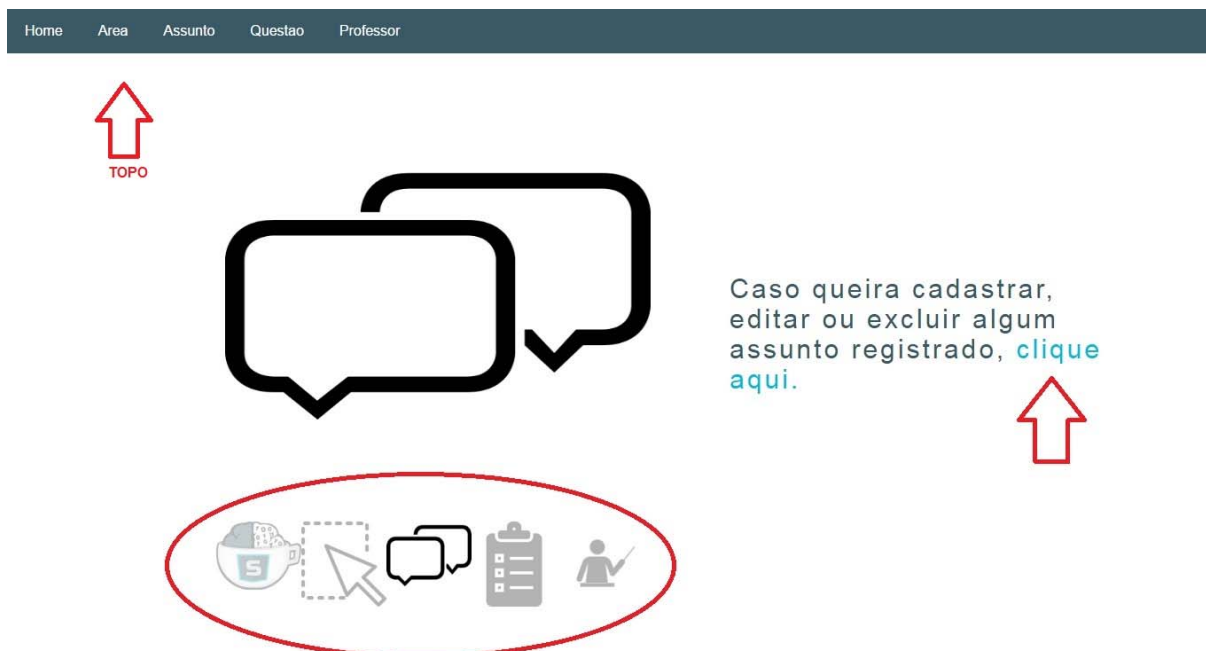 Home Area Assunto Questao Professor
TOPO
Caso queira cadastrar,
editar ou excluir algum
assunto registrado, clique
aqui.
S